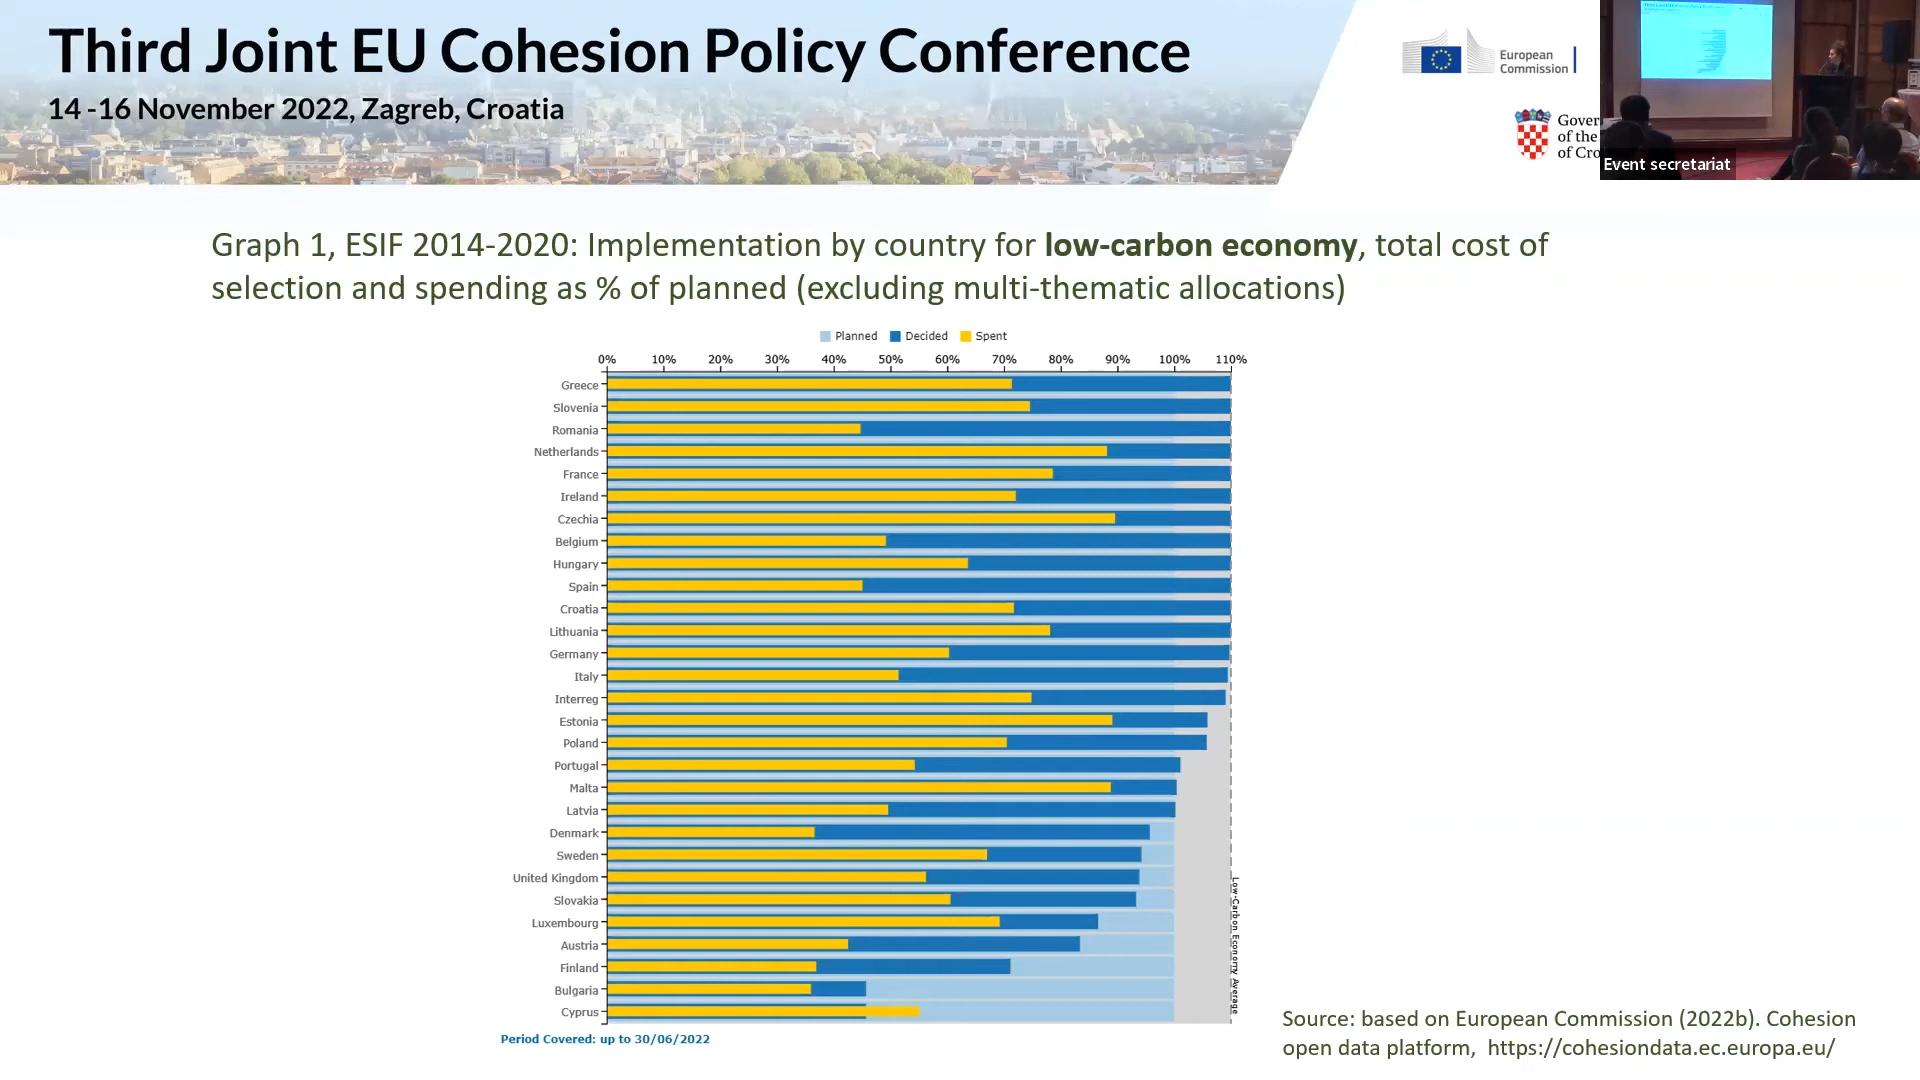 Third Joint EU Cohesion Policy Conference
14 -16 November 2022, Zagreb, Croatia
European
Commission
Gover
of the
of Cro
Event secretariat
Graph 1, ESIF 2014-2020: Implementation by country for low-carbon economy, total cost of
selection and spending as % of planned (excluding multi-thematic allocations)
Planned Decided Spent
0% 10% 20% 30% 40% 50% 60% 70% 80% 90% 100% 110%
Greece
Slovenia
Romania
Netherlands
France
Ireland
Czechia
Belgium
Hungary
Spain
Croatia
Lithuania
Germany
Italy
Interreg
Estonia
Poland
Portugal
Malta
Latvia
Denmark
Sweden
United Kingdom
Slovakia
Luxembourg
Austria
Finland
Bulgaria
Cyprus
Low-Carbon Economy Average
Period Covered: up to 30/06/2022
Source: based on European Commission (2022b). Cohesion
open data platform, https://cohesiondata.ec.europa.eu/